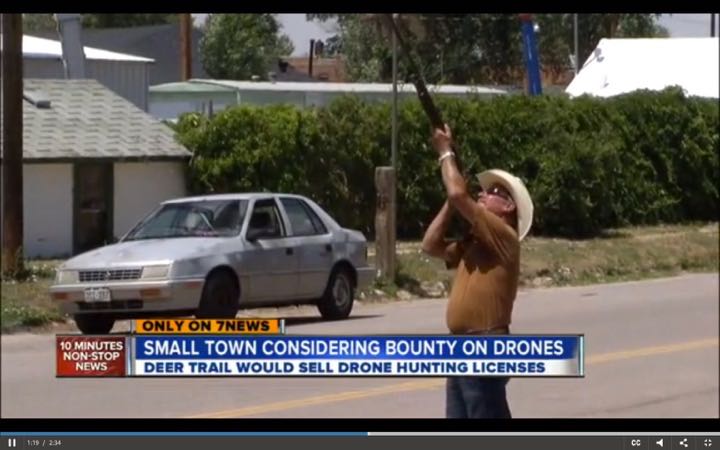 ONLY ON 7NEWS
10 MINUTES
NON-STOP
NEWS
SMALL TOWN CONSIDERING BOUNTY ON DRONES
DEER TRAIL WOULD SELL DRONE HUNTING LICENSES
1:19 / 2:34
CC